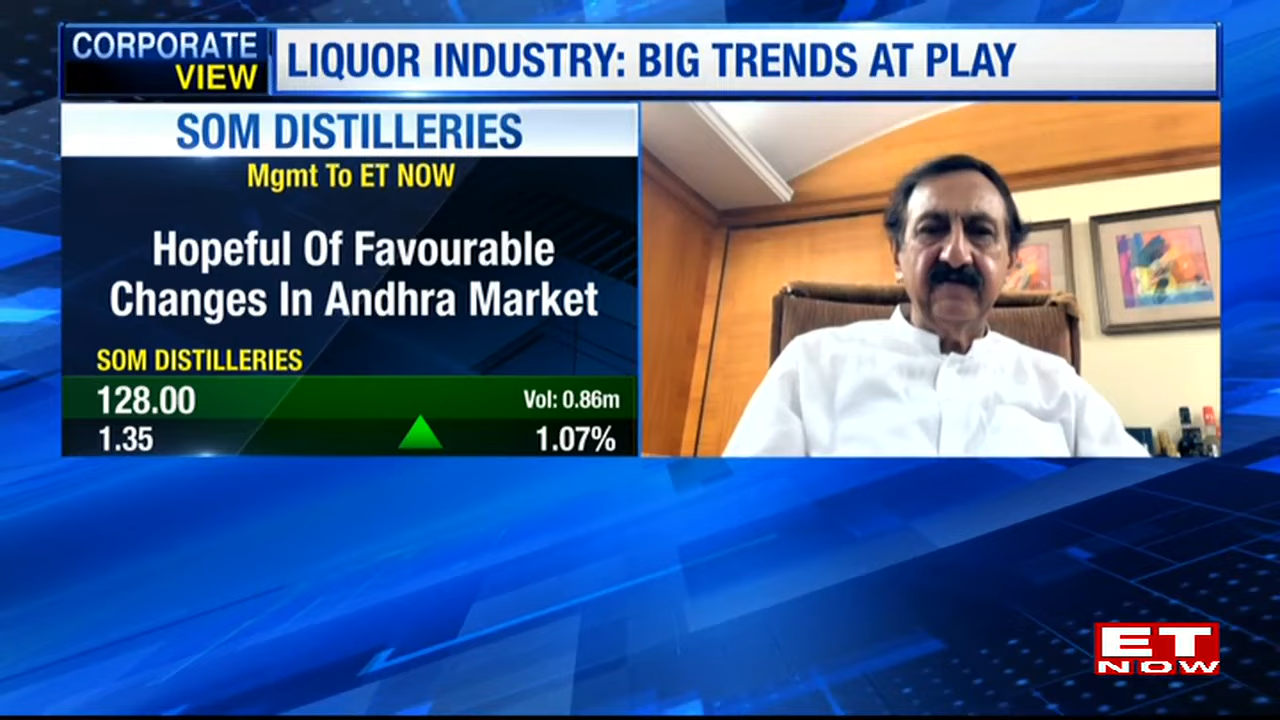 CORPORATE
VIEW
LIQUOR INDUSTRY: BIG TRENDS AT PLAY
SOM DISTILLERIES
Mgmt To ET NOW
Hopeful Of Favourable
Changes In Andhra Market
SOM DISTILLERIES
128.00
Vol: 0.86m
1.35
1.07%
ET
NOW